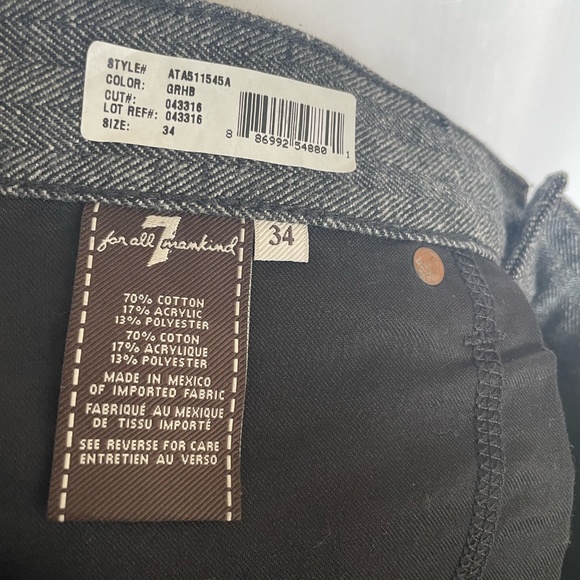 STYLE#  ATA511545A
COLOR:  GRHB
CUT#:  043316
LOT REF#: 043316
SIZE:  34
8 86992 54880 1
7
for all mankind
34
70% COTTON
17% ACRYLIC
13% POLYESTER
70% COTON
17% ACRYLIQUE
13% POLYESTER
MADE IN MEXICO
OF IMPORTED FABRIC
FABRIQUÉ AU MEXIQUE
DE TISSU IMPORTÉ
SEE REVERSE FOR CARE
ENTRETIEN AU VERSO